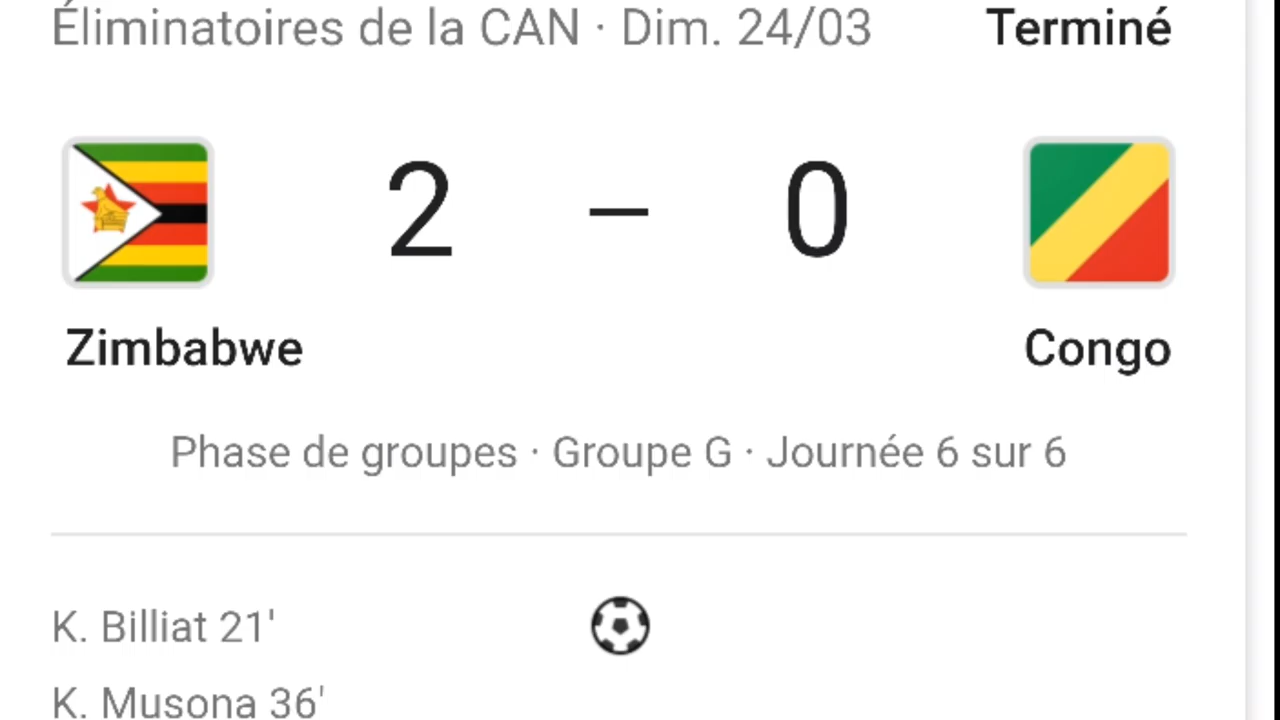 Éliminatoires de la CAN · Dim. 24/03 Terminé
2 – 0
Zimbabwe Congo
Phase de groupes · Groupe G · Journée 6 sur 6
K. Billiat 21'
K. Musona 36'